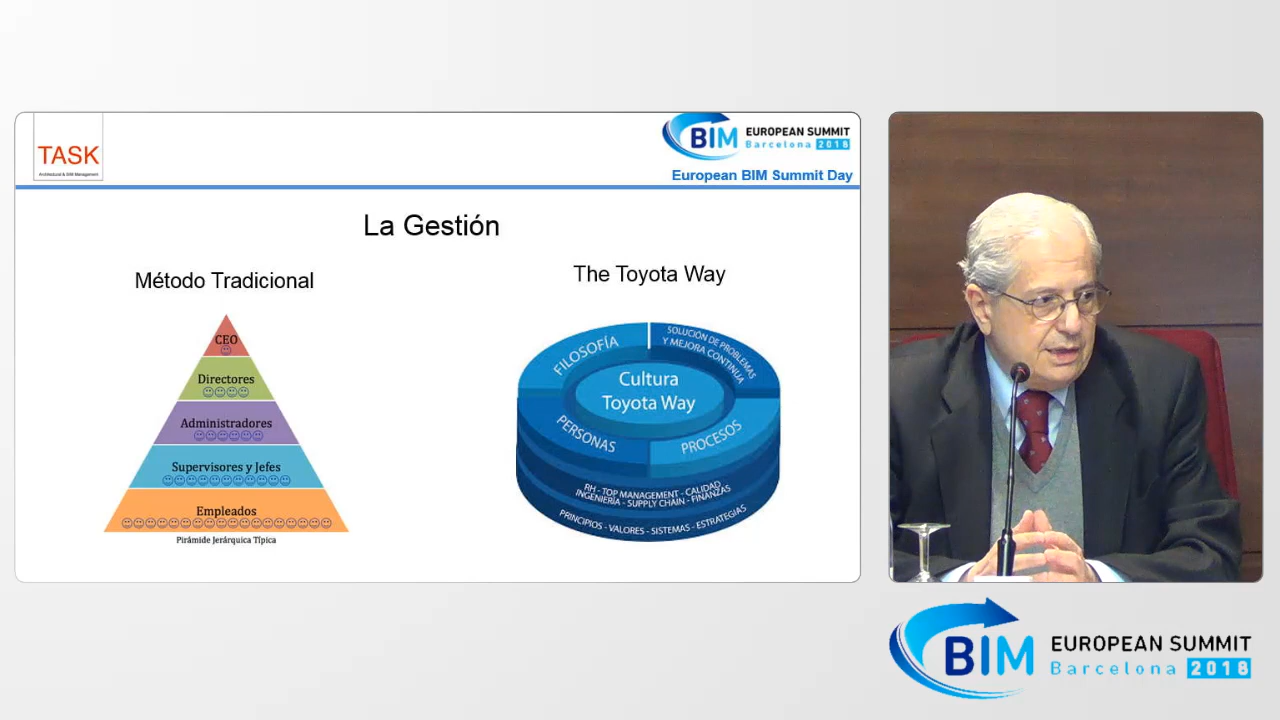 TASK
Architectural & BIM Management
BIM
EUROPEAN SUMMIT
Barcelona 2018
European BIM Summit Day
La Gestión
Método Tradicional
CEO
Directores
Administradores
Supervisores y Jefes
Empleados
Pirámide Jerárquica Típica
The Toyota Way
FILOSOFÍA
SOLUCIÓN DE PROBLEMAS
Y MEJORA CONTINUA
Cultura
Toyota Way
PERSONAS
PROCESOS
RH - TOP MANAGEMENT - CALIDAD
INGENIERÍA - SUPPLY CHAIN - FINANZAS
PRINCIPIOS - VALORES - SISTEMAS - ESTRATEGIAS
BIM
EUROPEAN SUMMIT
Barcelona 2018